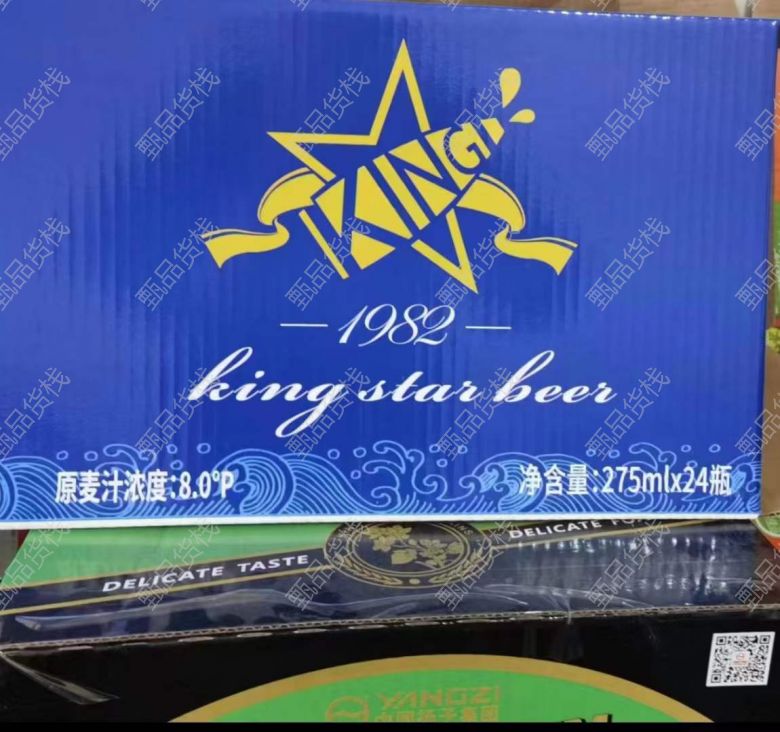 KING
1982
king star beer
原麦汁浓度:8.0°P
净含量:275mlx24瓶
DELICATE TASTE
DELICATE
YANGZI
甄品货栈